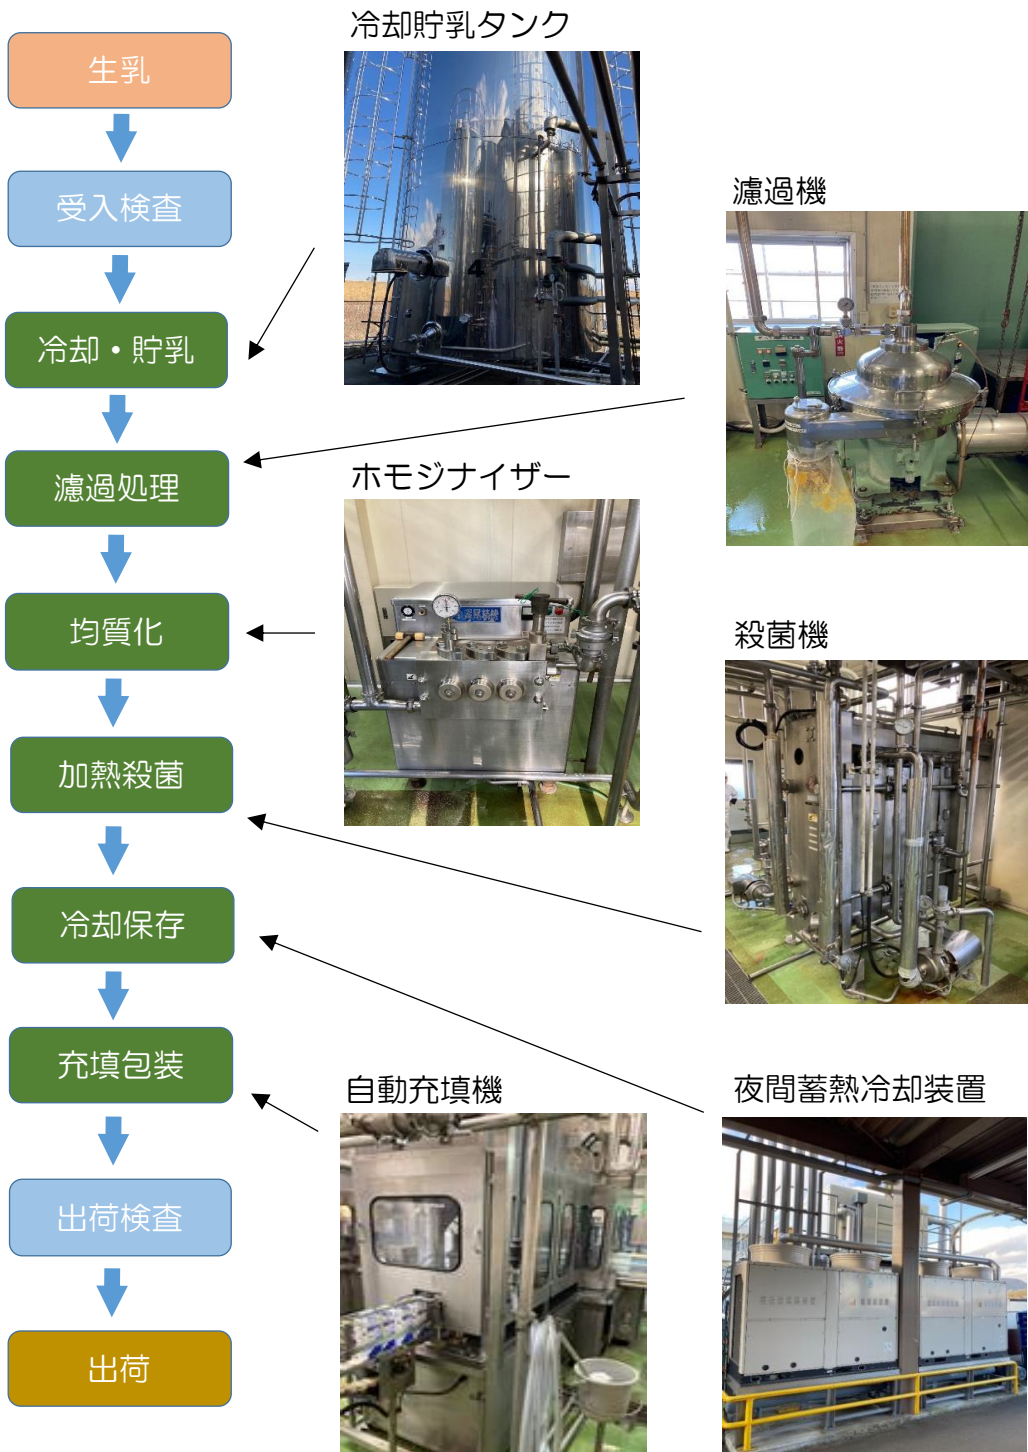 生乳
受入検査
冷却・貯乳
濾過処理
均質化
加熱殺菌
冷却保存
充填包装
出荷検査
出荷
冷却貯乳タンク
濾過機
火器
ホモジナイザー
殺菌機
自動充填機
夜間蓄熱冷却装置